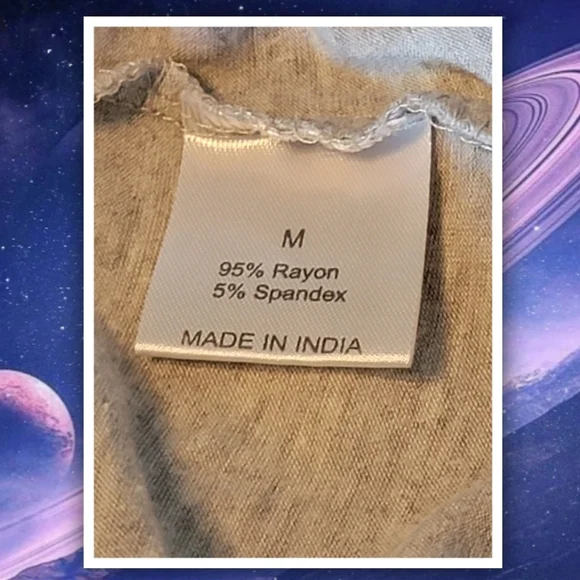 M
95% Rayon
5% Spandex
MADE IN INDIA